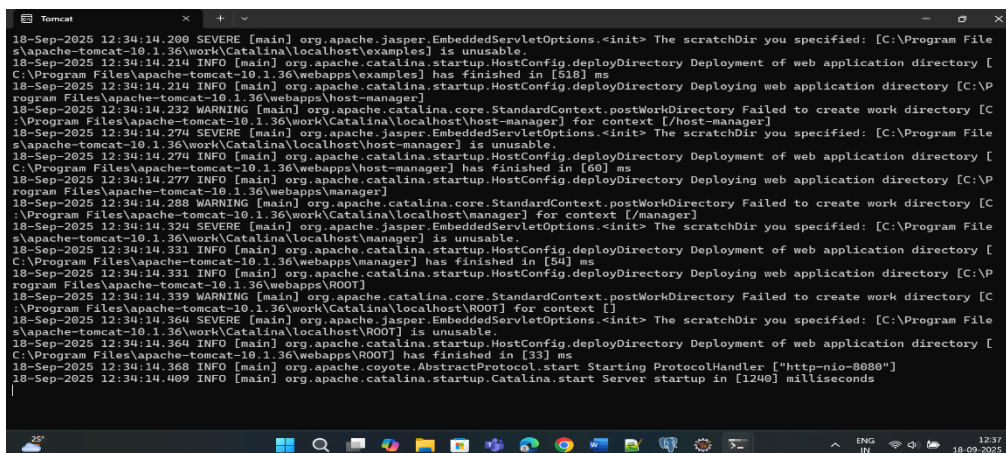 Tomcat
18-Sep-2025 12:34:14.200 SEVERE [main] org.apache.jasper.EmbeddedServletOptions.<init> The scratchDir you specified: [C:\Program File
s\apache-tomcat-10.1.36\work\Catalina\localhost\examples] is unusable.
18-Sep-2025 12:34:14.214 INFO [main] org.apache.catalina.startup.HostConfig.deployDirectory Deployment of web application directory [
C:\Program Files\apache-tomcat-10.1.36\webapps\examples] has finished in [518] ms
18-Sep-2025 12:34:14.214 INFO [main] org.apache.catalina.startup.HostConfig.deployDirectory Deploying web application directory [C:\P
rogram Files\apache-tomcat-10.1.36\webapps\host-manager]
18-Sep-2025 12:34:14.232 WARNING [main] org.apache.catalina.core.StandardContext.postWorkDirectory Failed to create work directory [C
:\Program Files\apache-tomcat-10.1.36\work\Catalina\localhost\host-manager] for context [/host-manager]
18-Sep-2025 12:34:14.274 SEVERE [main] org.apache.jasper.EmbeddedServletOptions.<init> The scratchDir you specified: [C:\Program File
s\apache-tomcat-10.1.36\work\Catalina\localhost\host-manager] is unusable.
18-Sep-2025 12:34:14.274 INFO [main] org.apache.catalina.startup.HostConfig.deployDirectory Deployment of web application directory [
C:\Program Files\apache-tomcat-10.1.36\webapps\host-manager] has finished in [60] ms
18-Sep-2025 12:34:14.277 INFO [main] org.apache.catalina.startup.HostConfig.deployDirectory Deploying web application directory [C:\P
rogram Files\apache-tomcat-10.1.36\webapps\manager]
18-Sep-2025 12:34:14.288 WARNING [main] org.apache.catalina.core.StandardContext.postWorkDirectory Failed to create work directory [C
:\Program Files\apache-tomcat-10.1.36\work\Catalina\localhost\manager] for context [/manager]
18-Sep-2025 12:34:14.324 SEVERE [main] org.apache.jasper.EmbeddedServletOptions.<init> The scratchDir you specified: [C:\Program File
s\apache-tomcat-10.1.36\work\Catalina\localhost\manager] is unusable.
18-Sep-2025 12:34:14.331 INFO [main] org.apache.catalina.startup.HostConfig.deployDirectory Deployment of web application directory [
C:\Program Files\apache-tomcat-10.1.36\webapps\manager] has finished in [54] ms
18-Sep-2025 12:34:14.331 INFO [main] org.apache.catalina.startup.HostConfig.deployDirectory Deploying web application directory [C:\P
rogram Files\apache-tomcat-10.1.36\webapps\ROOT]
18-Sep-2025 12:34:14.339 WARNING [main] org.apache.catalina.core.StandardContext.postWorkDirectory Failed to create work directory [C
:\Program Files\apache-tomcat-10.1.36\work\Catalina\localhost\ROOT] for context []
18-Sep-2025 12:34:14.364 SEVERE [main] org.apache.jasper.EmbeddedServletOptions.<init> The scratchDir you specified: [C:\Program File
s\apache-tomcat-10.1.36\work\Catalina\localhost\ROOT] is unusable.
18-Sep-2025 12:34:14.364 INFO [main] org.apache.catalina.startup.HostConfig.deployDirectory Deployment of web application directory [
C:\Program Files\apache-tomcat-10.1.36\webapps\ROOT] has finished in [33] ms
18-Sep-2025 12:34:14.368 INFO [main] org.apache.coyote.AbstractProtocol.start Starting ProtocolHandler ["http-nio-8080"]
18-Sep-2025 12:34:14.409 INFO [main] org.apache.catalina.startup.Catalina.start Server startup in [1240] milliseconds
25°
ENG
IN
12:37
18-09-2025